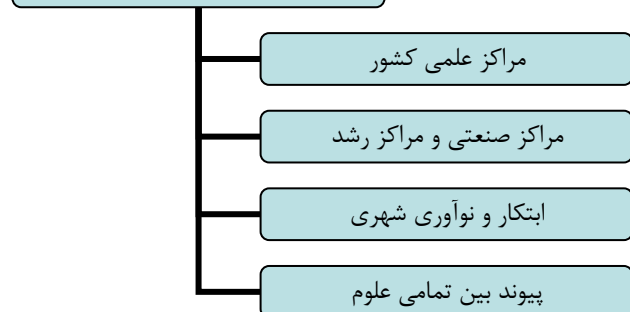 مراکز علمی کشور
مراکز صنعتی و مراکز رشد
ابتکار و نوآوری شهری
پیوند بین تمامی علوم